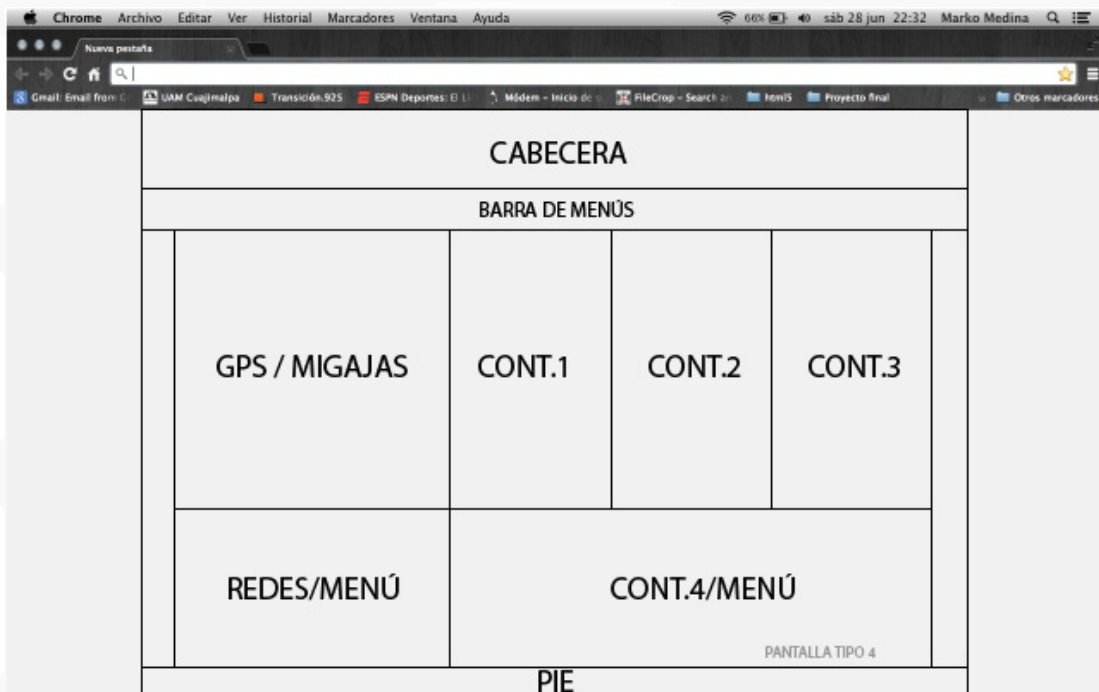 Chrome Archivo Editar Ver Historial Marcadores Ventana Ayuda 66% sáb 28 jun 22:32 Marko Medina
Nueva pestaña
Gmail: Email from G UAM Cuajimalpa Transición.925 ESPN Deportes: El Li Módem – Inicio de s FileCrop – Search an html5 Proyecto final Otros marcadores
CABECERA
BARRA DE MENÚS
GPS / MIGAJAS CONT.1 CONT.2 CONT.3
REDES/MENÚ CONT.4/MENÚ
PANTALLA TIPO 4
PIE